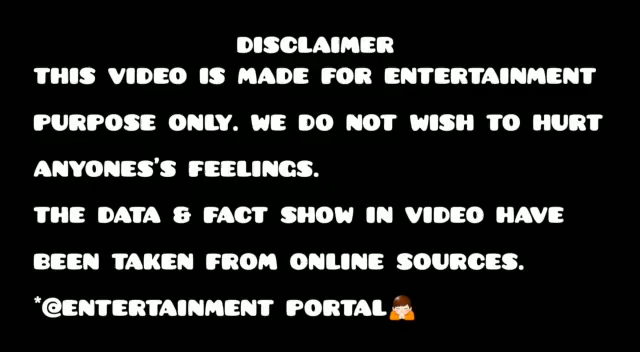 DISCLAIMER
THIS VIDEO IS MADE FOR ENTERTAINMENT
PURPOSE ONLY. WE DO NOT WISH TO HURT
ANYONES'S FEELINGS.
THE DATA & FACT SHOW IN VIDEO HAVE
BEEN TAKEN FROM ONLINE SOURCES.
*@ENTERTAINMENT PORTAL🙏